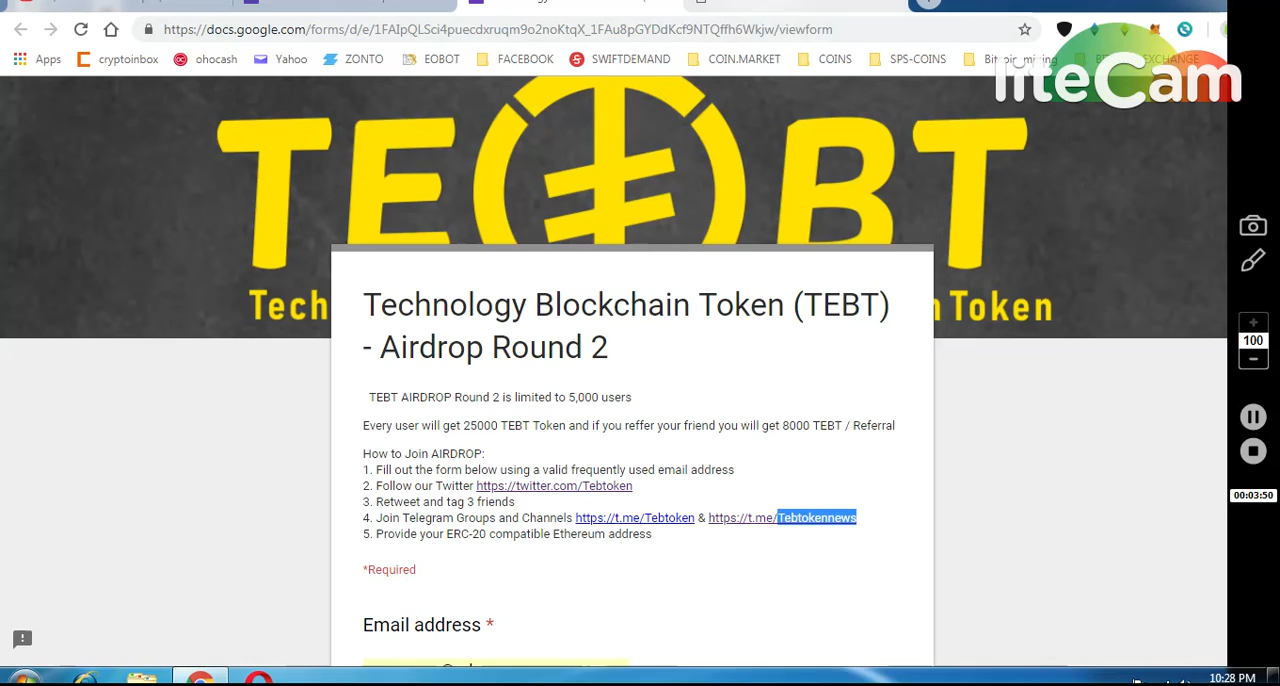 https://docs.google.com/forms/d/e/1FAIpQLSci4puecdxruqm9o2noKtqX_1FAu8pGYDdKcf9NTQffh6Wkjw/viewform
Apps cryptoinbox ohocash Yahoo ZONTO EOBOT FACEBOOK SWIFTDEMAND COIN.MARKET COINS SPS-COINS Bitcoin mining EXCHANGE
liteCam
TEBT
Tech
n Token
Technology Blockchain Token (TEBT)
- Airdrop Round 2
TEBT AIRDROP Round 2 is limited to 5,000 users
Every user will get 25000 TEBT Token and if you reffer your friend you will get 8000 TEBT / Referral
How to Join AIRDROP:
1. Fill out the form below using a valid frequently used email address
2. Follow our Twitter https://twitter.com/Tebtoken
3. Retweet and tag 3 friends
4. Join Telegram Groups and Channels https://t.me/Tebtoken & https://t.me/Tebtokennews
5. Provide your ERC-20 compatible Ethereum address
*Required
Email address *
100
00:03:50
10:28 PM